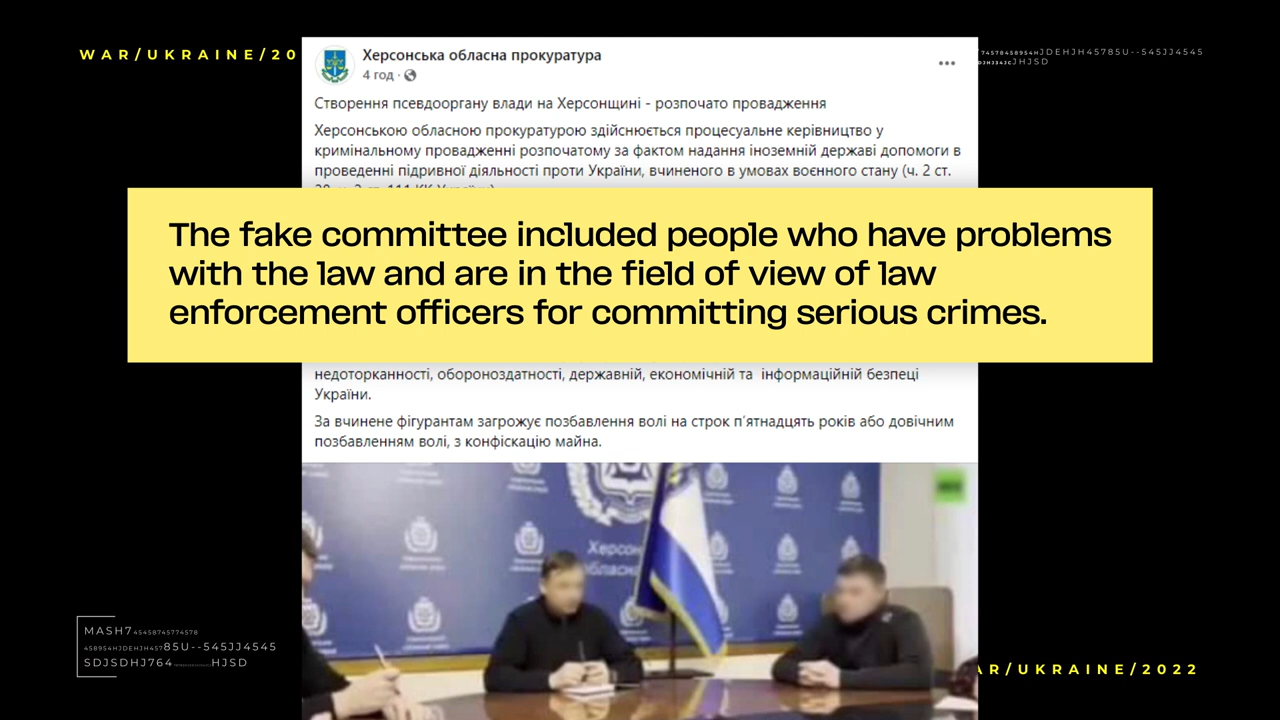 WAR/UKRAINE/20
Херсонська обласна прокуратура
4 год ·
Створення псевдооргану влади на Херсонщині - розпочато провадження
Херсонською обласною прокуратурою здійснюється процесуальне керівництво у
кримінальному провадженні розпочатому за фактом надання іноземній державі допомоги в
проведенні підривної діяльності проти України, вчиненого в умовах воєнного стану (ч. 2 ст.
The fake committee included people who have problems
with the law and are in the field of view of law
enforcement officers for committing serious crimes.
недоторканності, обороноздатності, державній, економічній та інформаційній безпеці
України.
За вчинене фігурантам загрожує позбавлення волі на строк п'ятнадцять років або довічним
позбавленням волі, з конфіскацію майна.
Херсон
обласна
MASH745458745774578
458954HJDEHJH45785U--545JJ4545
SDJSDHJ764 HJSD
AR/UKRAINE/2022